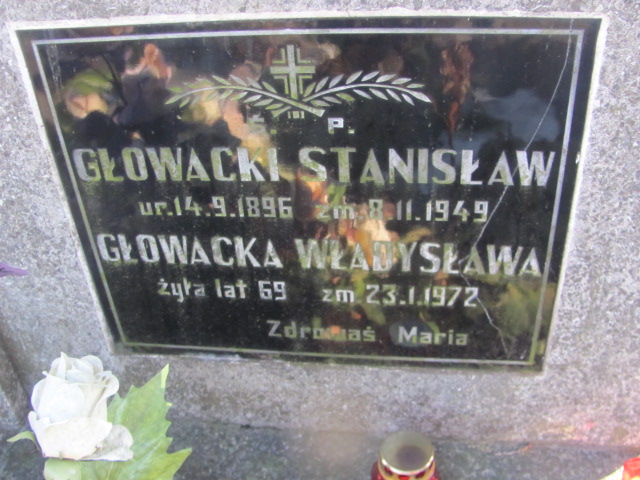 Ś. P.
GŁOWACKI STANISŁAW
ur. 14.9.1896 zm. 8.11.1949
GŁOWACKA WŁADYSŁAWA
żyła lat 69 zm. 23.1.1972
Zdrowaś Maria